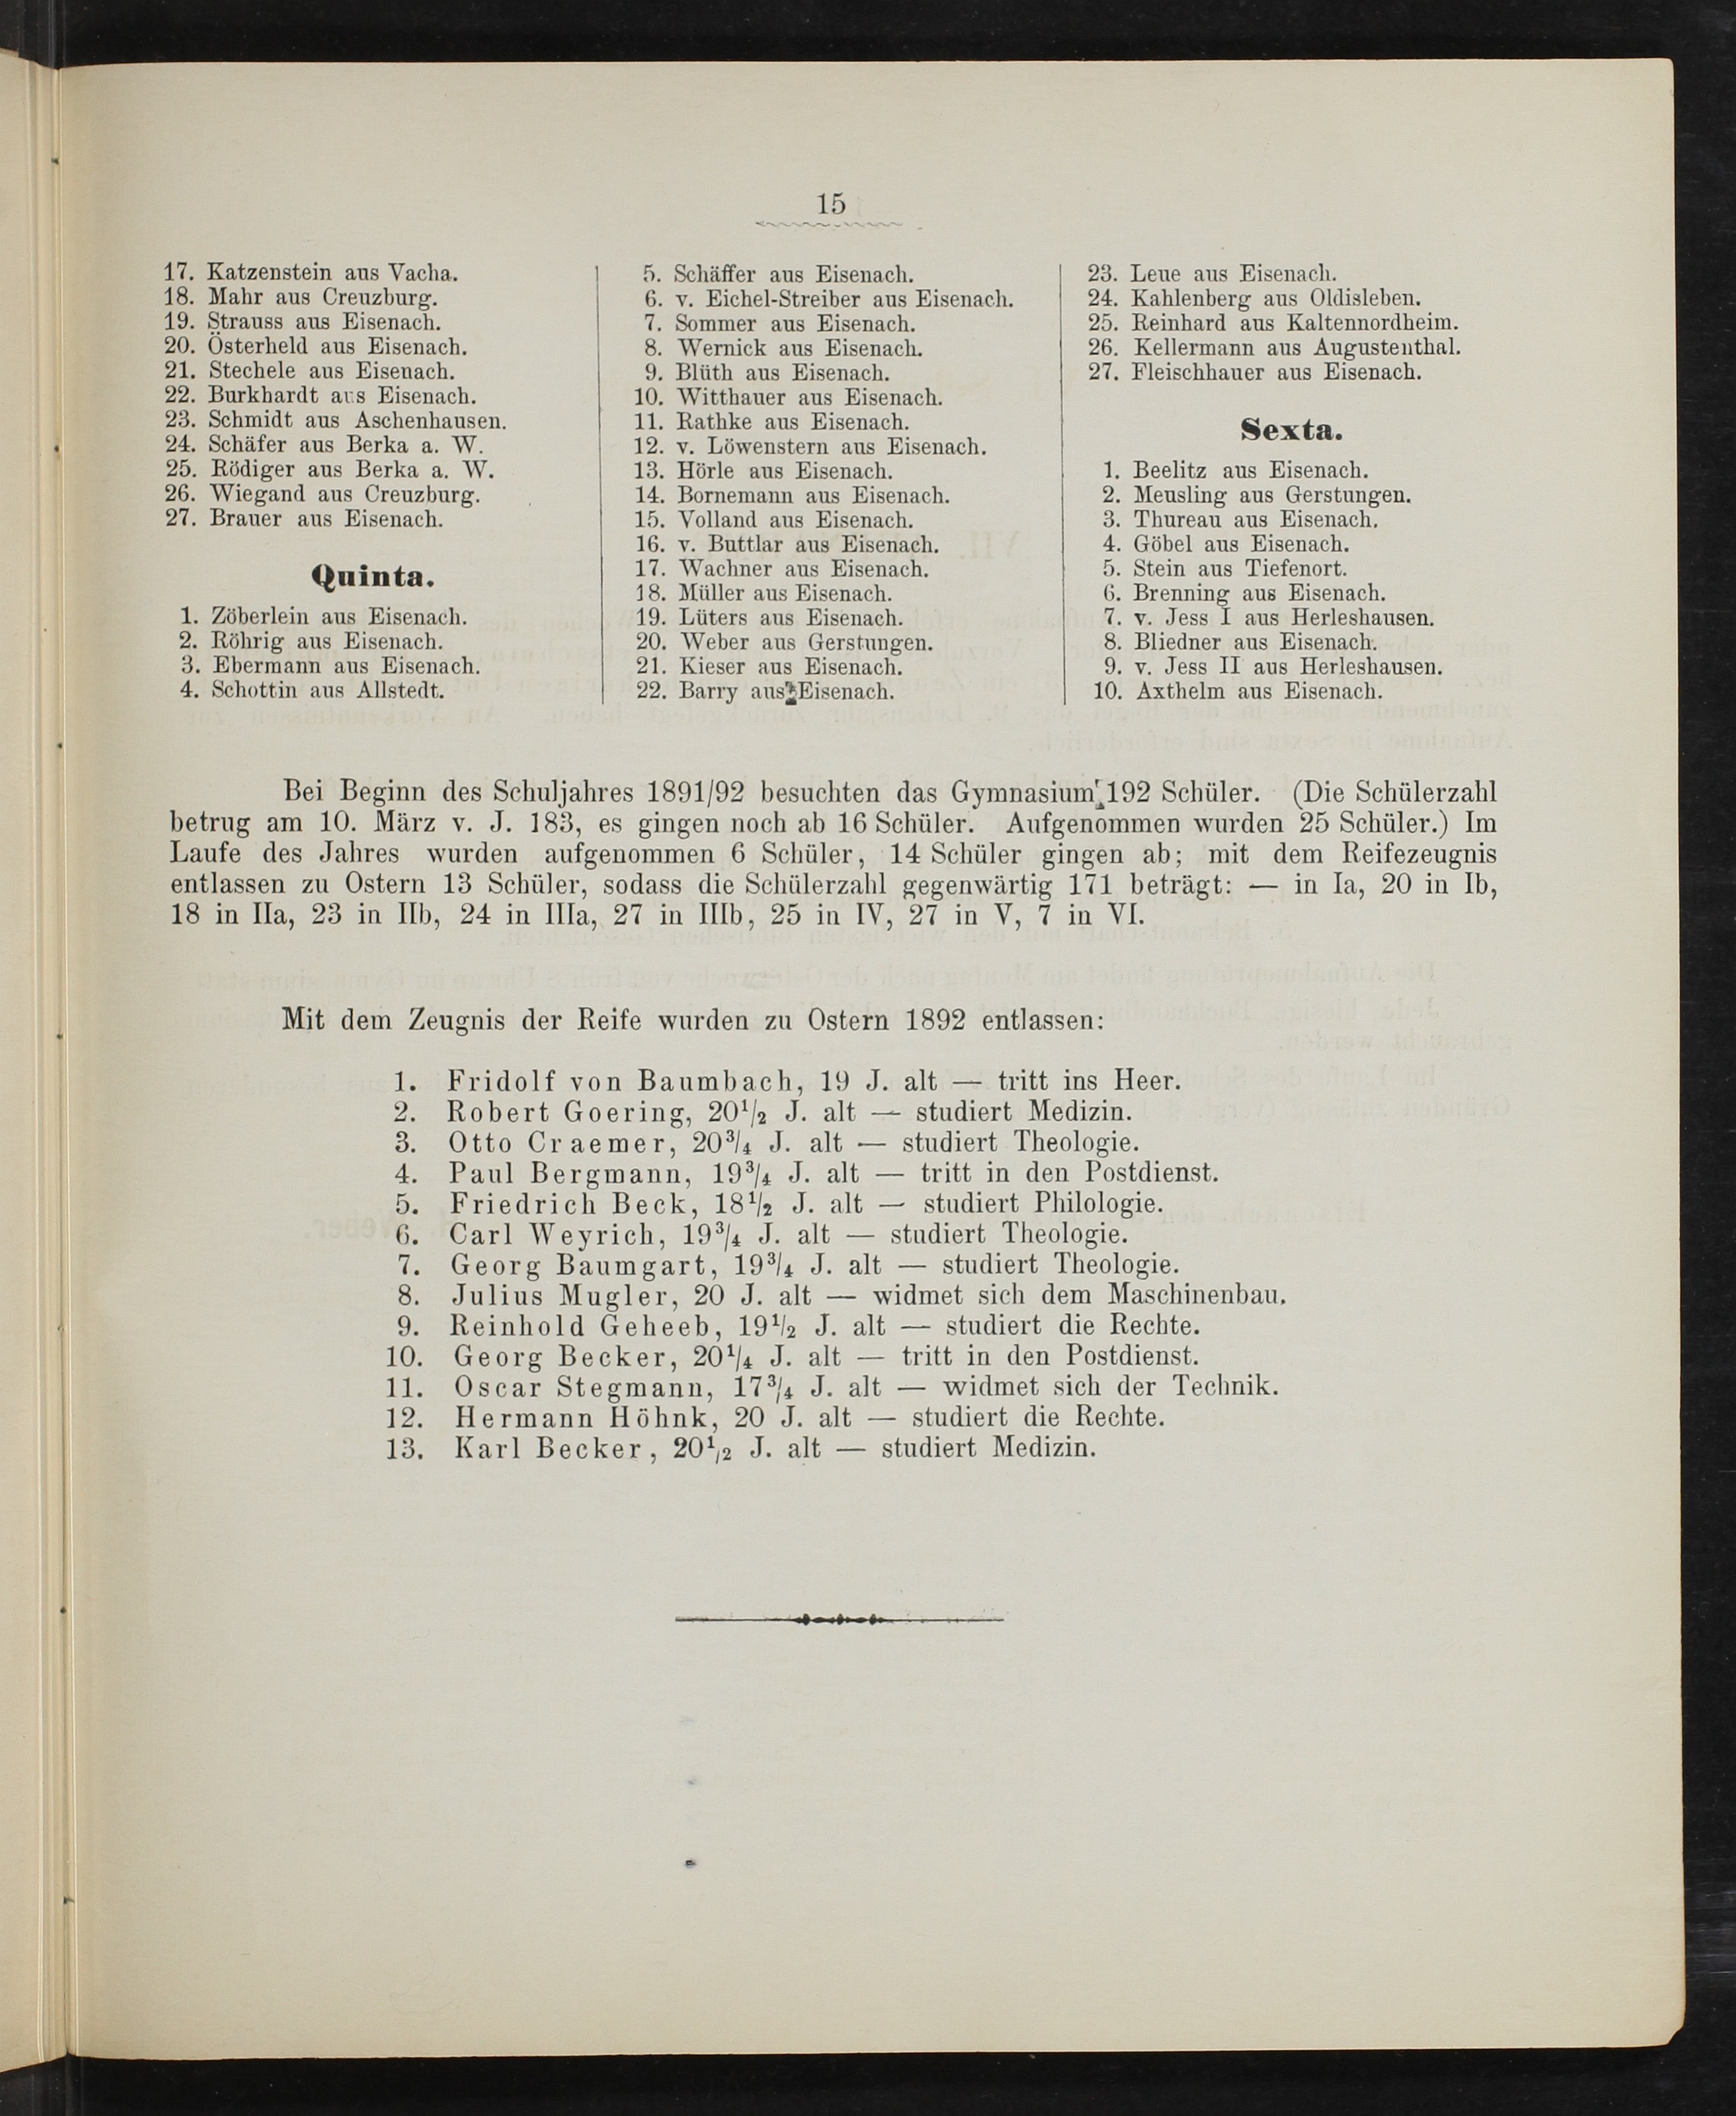 15
17. Katzenstein aus Vacha.
18. Mahr aus Creuzburg.
19. Strauss aus Eisenach.
20. Österheld aus Eisenach.
21. Stechele aus Eisenach.
22. Burkhardt aus Eisenach.
23. Schmidt aus Aschenhausen.
24. Schäfer aus Berka a. W.
25. Rödiger aus Berka a. W.
26. Wiegand aus Creuzburg.
27. Brauer aus Eisenach.
Quinta.
1. Zöberlein aus Eisenach.
2. Röhrig aus Eisenach.
3. Ebermann aus Eisenach.
4. Schottin aus Allstedt.
5. Schäffer aus Eisenach.
6. v. Eichel-Streiber aus Eisenach.
7. Sommer aus Eisenach.
8. Wernick aus Eisenach.
9. Blüth aus Eisenach.
10. Witthauer aus Eisenach.
11. Rathke aus Eisenach.
12. v. Löwenstern aus Eisenach.
13. Hörle aus Eisenach.
14. Bornemann aus Eisenach.
15. Volland aus Eisenach.
16. v. Buttlar aus Eisenach.
17. Wachner aus Eisenach.
18. Müller aus Eisenach.
19. Lüters aus Eisenach.
20. Weber aus Gerstungen.
21. Kieser aus Eisenach.
22. Barry aus Eisenach.
23. Leue aus Eisenach.
24. Kahlenberg aus Oldisleben.
25. Reinhard aus Kaltennordheim.
26. Kellermann aus Augustenthal.
27. Fleischhauer aus Eisenach.
Sexta.
1. Beelitz aus Eisenach.
2. Meusling aus Gerstungen.
3. Thureau aus Eisenach.
4. Göbel aus Eisenach.
5. Stein aus Tiefenort.
6. Brenning aus Eisenach.
7. v. Jess I aus Herleshausen.
8. Bliedner aus Eisenach.
9. v. Jess II aus Herleshausen.
10. Axthelm aus Eisenach.
Bei Beginn des Schuljahres 1891/92 besuchten das Gymnasium 192 Schüler. (Die Schülerzahl
betrug am 10. März v. J. 183, es gingen noch ab 16 Schüler. Aufgenommen wurden 25 Schüler.) Im
Laufe des Jahres wurden aufgenommen 6 Schüler, 14 Schüler gingen ab; mit dem Reifezeugnis
entlassen zu Ostern 13 Schüler, sodass die Schülerzahl gegenwärtig 171 beträgt: — in Ia, 20 in Ib,
18 in IIa, 23 in IIb, 24 in IIIa, 27 in IIIb, 25 in IV, 27 in V, 7 in VI.
Mit dem Zeugnis der Reife wurden zu Ostern 1892 entlassen:
1. Fridolf von Baumbach, 19 J. alt — tritt ins Heer.
2. Robert Goering, 20 1/2 J. alt — studiert Medizin.
3. Otto Craemer, 20 3/4 J. alt — studiert Theologie.
4. Paul Bergmann, 19 3/4 J. alt — tritt in den Postdienst.
5. Friedrich Beck, 18 1/2 J. alt — studiert Philologie.
6. Carl Weyrich, 19 3/4 J. alt — studiert Theologie.
7. Georg Baumgart, 19 3/4 J. alt — studiert Theologie.
8. Julius Mugler, 20 J. alt — widmet sich dem Maschinenbau.
9. Reinhold Geheeb, 19 1/2 J. alt — studiert die Rechte.
10. Georg Becker, 20 1/4 J. alt — tritt in den Postdienst.
11. Oscar Stegmann, 17 3/4 J. alt — widmet sich der Technik.
12. Hermann Höhnk, 20 J. alt — studiert die Rechte.
13. Karl Becker, 20 1/2 J. alt — studiert Medizin.